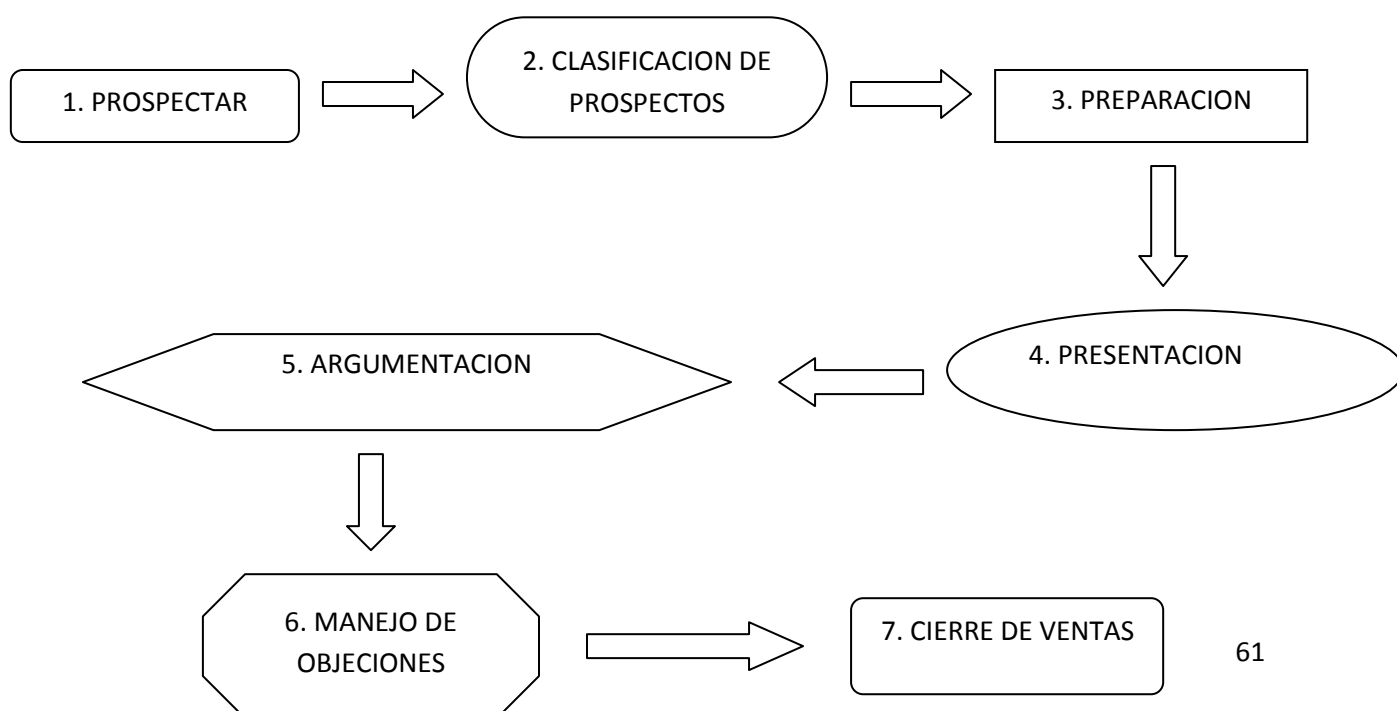 1. PROSPECTAR
2. CLASIFICACION DE
PROSPECTOS
3. PREPARACION
4. PRESENTACION
5. ARGUMENTACION
6. MANEJO DE
OBJECIONES
7. CIERRE DE VENTAS
61